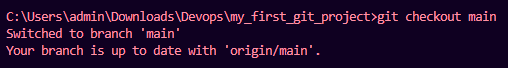 C:\Users\admin\Downloads\Devops\my_first_git_project>git checkout main
Switched to branch 'main'
Your branch is up to date with 'origin/main'.